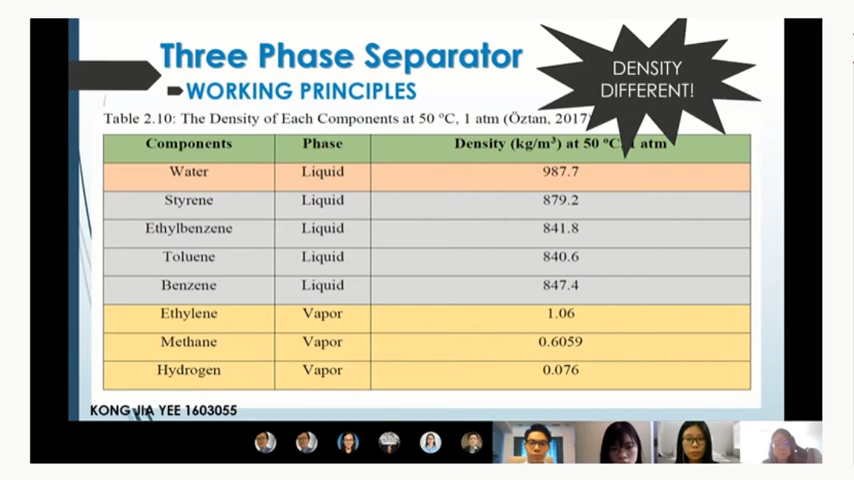 Three Phase Separator
WORKING PRINCIPLES
DENSITY
DIFFERENT!
Table 2.10: The Density of Each Components at 50 °C, 1 atm (Öztan, 2017)
Components Phase Density (kg/m³) at 50 °C, 1 atm
Water Liquid 987.7
Styrene Liquid 879.2
Ethylbenzene Liquid 841.8
Toluene Liquid 840.6
Benzene Liquid 847.4
Ethylene Vapor 1.06
Methane Vapor 0.6059
Hydrogen Vapor 0.076
KONG JIA YEE 1603055